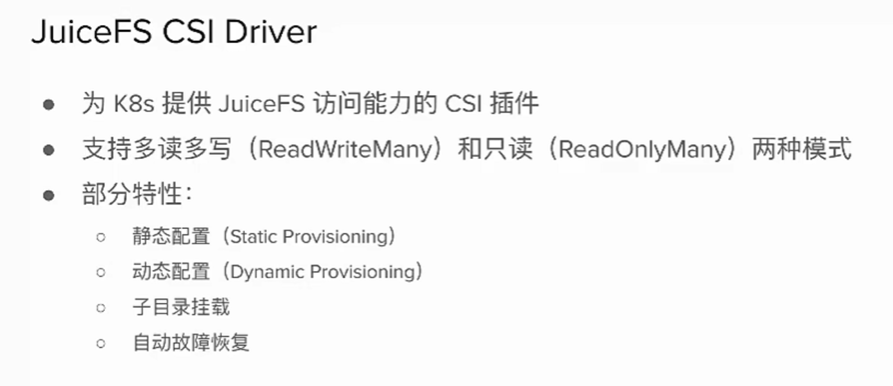 JuiceFS CSI Driver
● 为 K8s 提供 JuiceFS 访问能力的 CSI 插件
● 支持多读多写（ReadWriteMany）和只读（ReadOnlyMany）两种模式
● 部分特性：
○ 静态配置（Static Provisioning）
○ 动态配置（Dynamic Provisioning）
○ 子目录挂载
○ 自动故障恢复